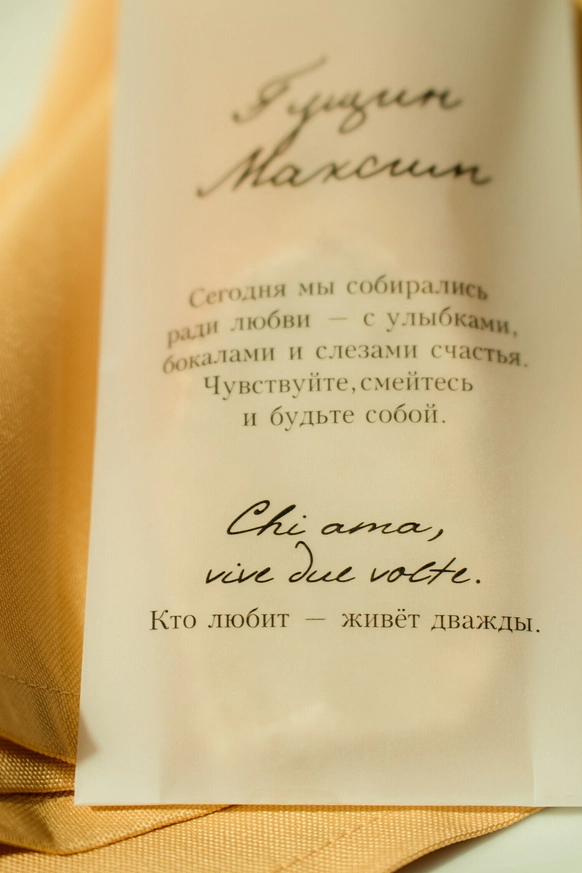 Гущин
Максим
Сегодня мы собирались
ради любви — с улыбками,
бокалами и слезами счастья.
Чувствуйте, смейтесь
и будьте собой.
Chi ama,
vive due volte.
Кто любит — живёт дважды.